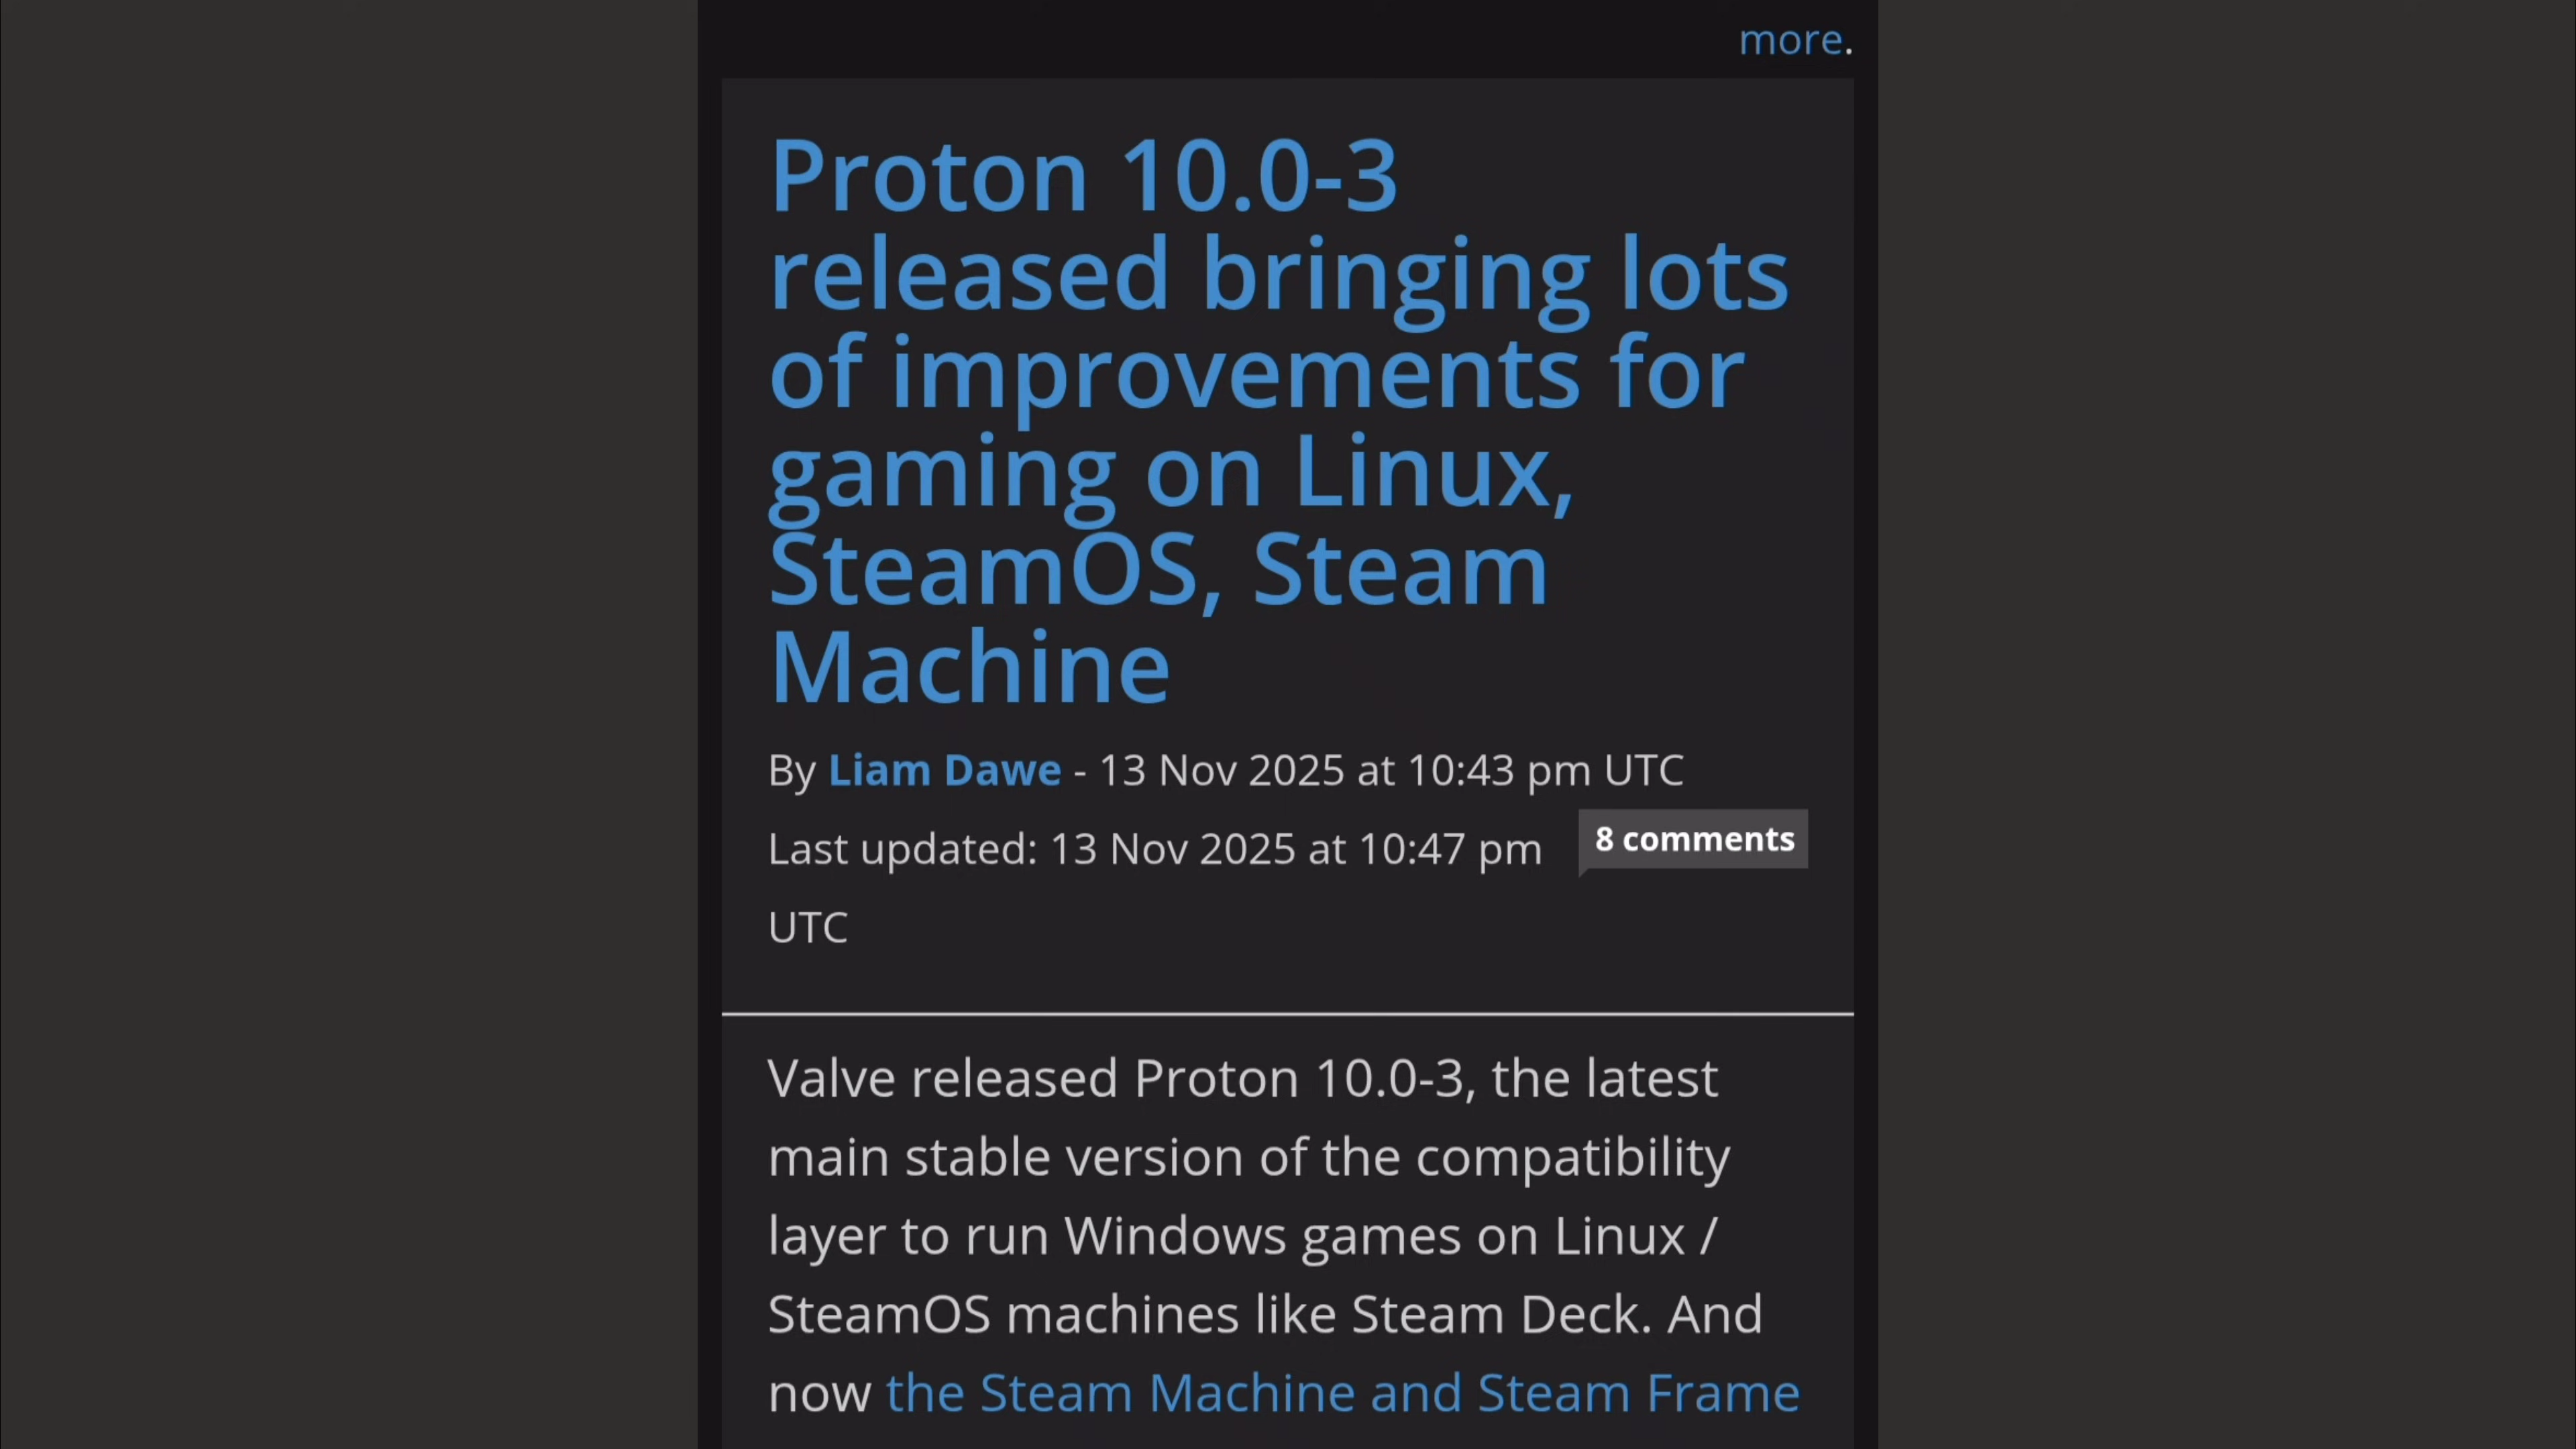 more.
Proton 10.0-3
released bringing lots
of improvements for
gaming on Linux,
SteamOS, Steam
Machine
By Liam Dawe - 13 Nov 2025 at 10:43 pm UTC
Last updated: 13 Nov 2025 at 10:47 pm
8 comments
UTC
Valve released Proton 10.0-3, the latest
main stable version of the compatibility
layer to run Windows games on Linux /
SteamOS machines like Steam Deck. And
now the Steam Machine and Steam Frame